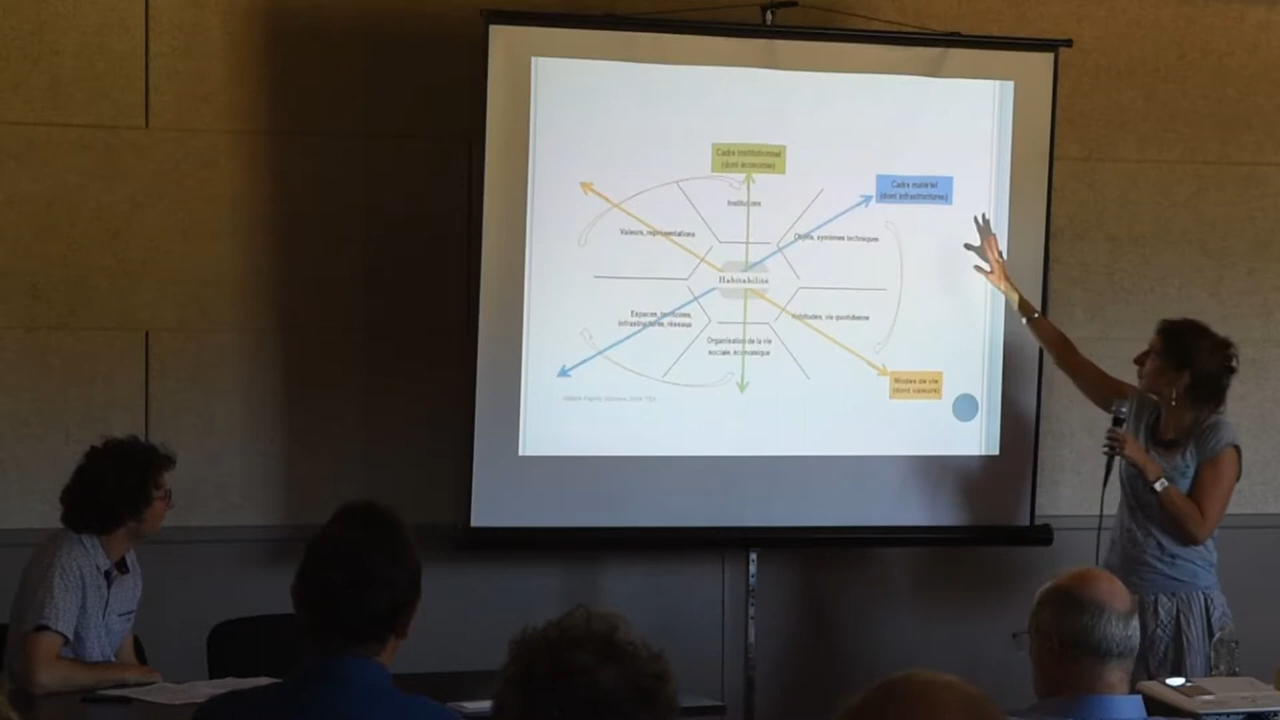 Cadre institutionnel
(dont économie)
Cadre matériel
(dont infrastructures)
Institutions
Valeurs, représentations
Objets, systèmes techniques
Habitabilité
Espaces, territoires,
infrastructures, réseaux
Habitudes, vie quotidienne
Organisation de la vie
sociale, économique
Modes de vie
(dont valeurs)